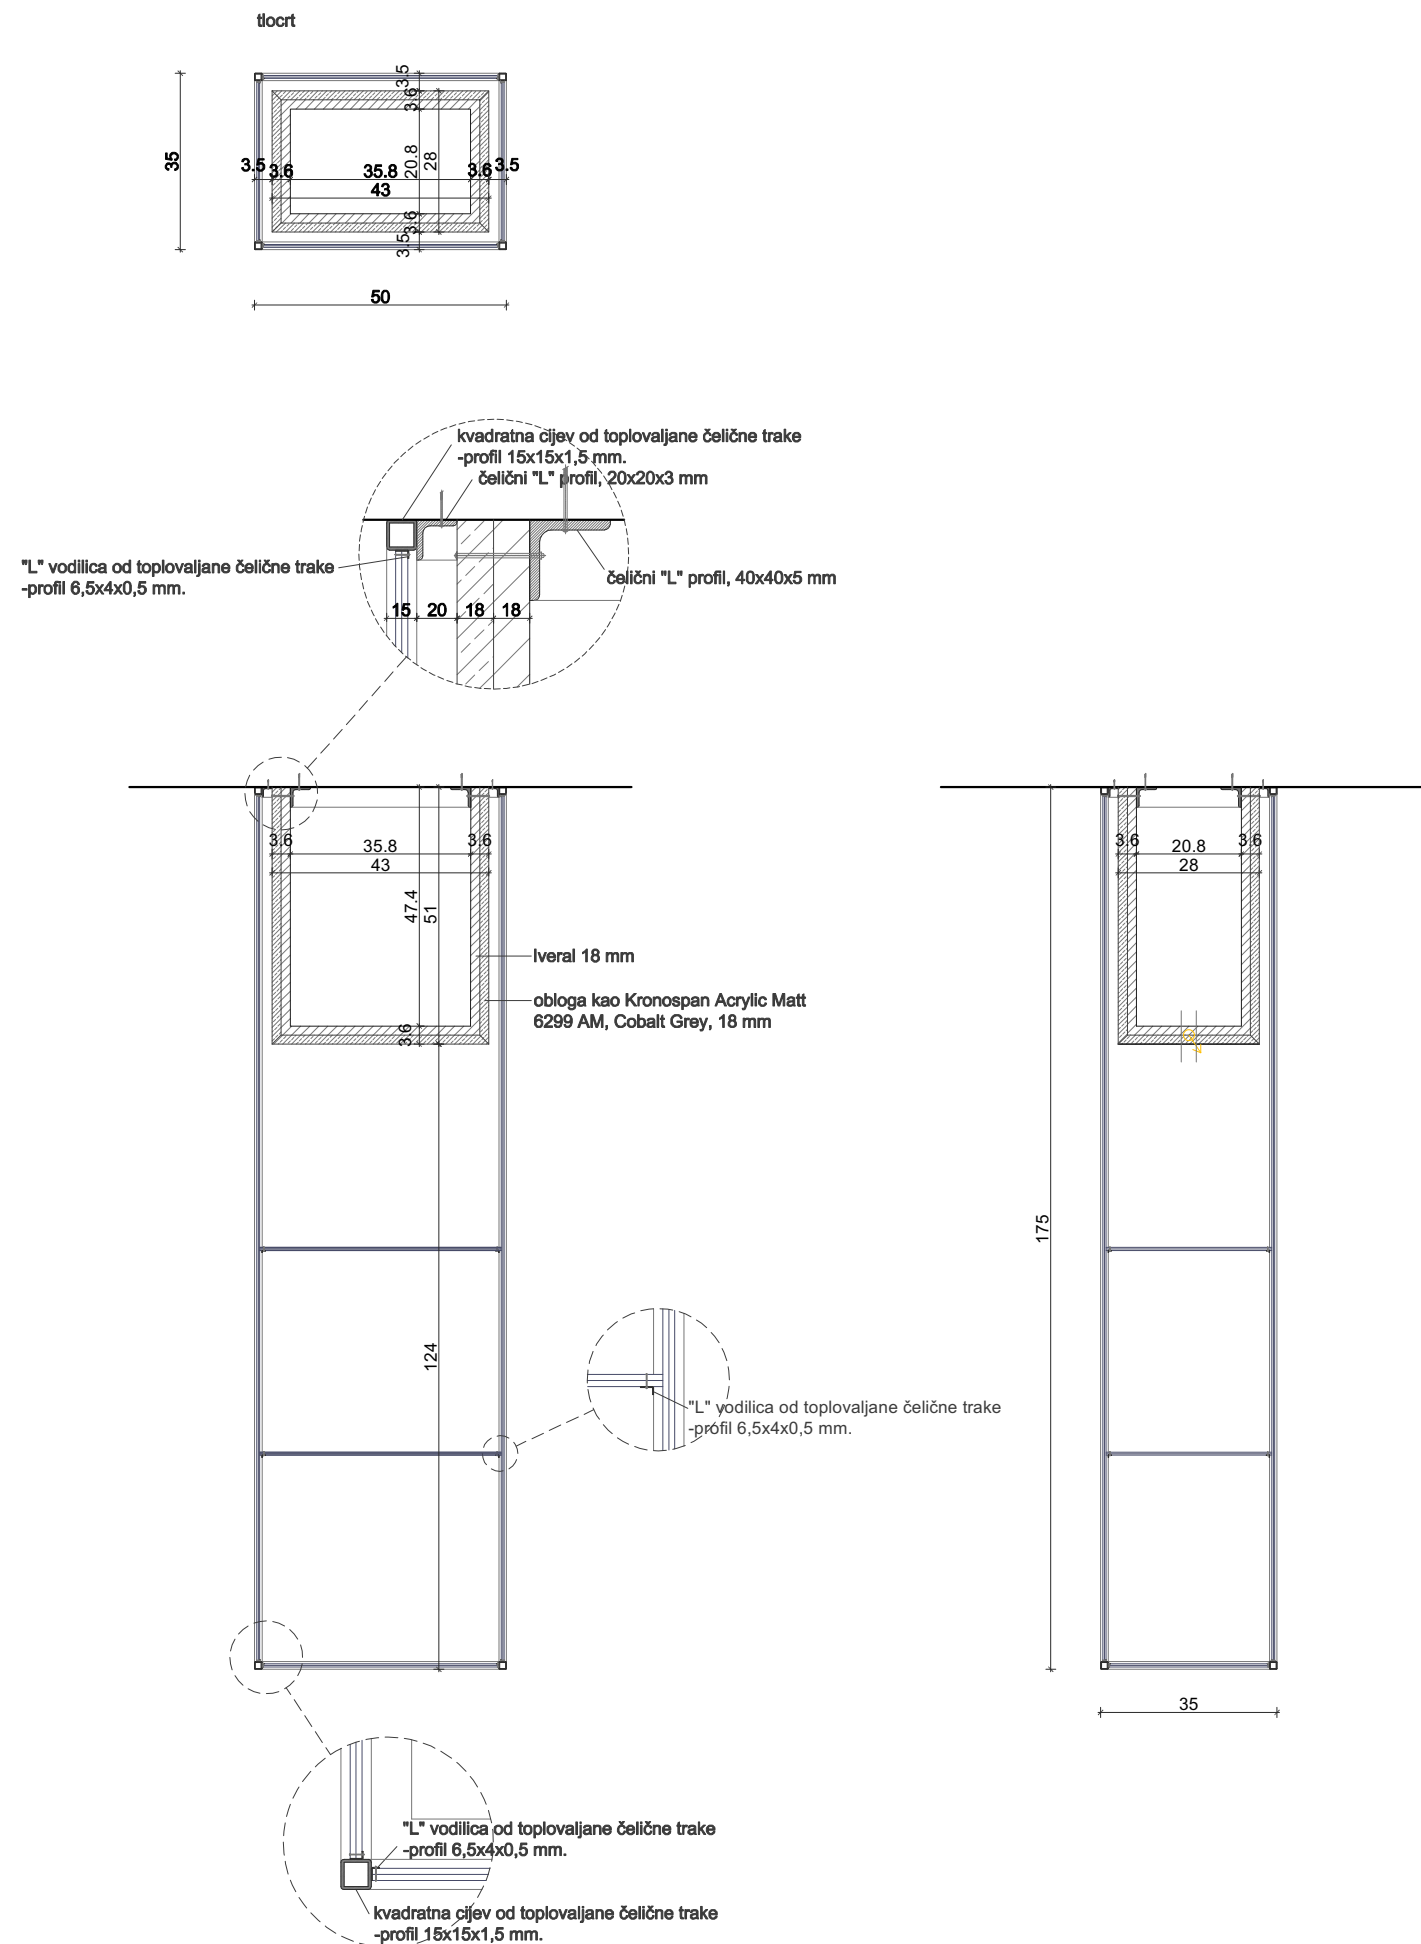 tlocrt
3.5
3.6
35
3.5
3.6
35.8
20.8
28
3.6
3.5
43
3.6
3.5
50
kvadratna cijev od toplovaljane čelične trake
-profil 15x15x1,5 mm.
čelični "L" profil, 20x20x3 mm
"L" vodilica od toplovaljane čelične trake
-profil 6,5x4x0,5 mm.
čelični "L" profil, 40x40x5 mm
15 20 18 18
3.6 35.8 3.6
43
47.4
51
3.6
Iveral 18 mm
obloga kao Kronospan Acrylic Matt
6299 AM, Cobalt Grey, 18 mm
124
3.6 20.8 3.6
28
175
"L" vodilica od toplovaljane čelične trake
-profil 6,5x4x0,5 mm.
35
"L" vodilica od toplovaljane čelične trake
-profil 6,5x4x0,5 mm.
kvadratna cijev od toplovaljane čelične trake
-profil 15x15x1,5 mm.